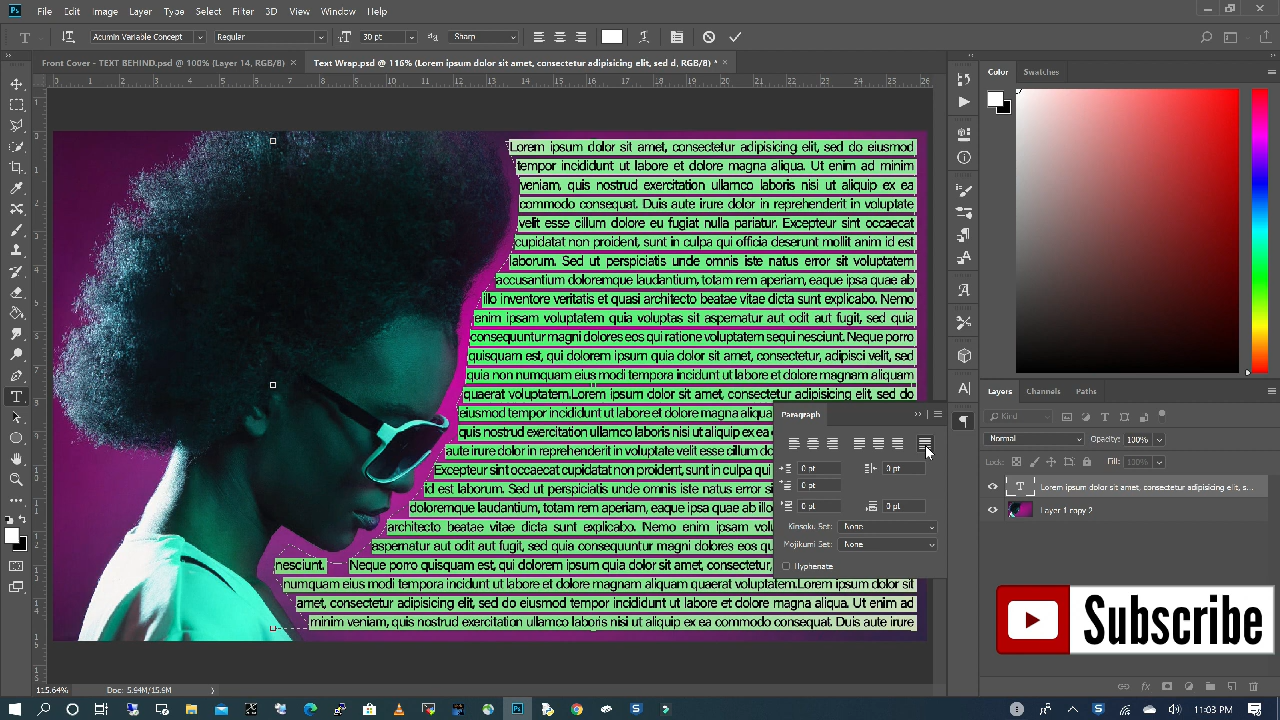 Ps File Edit Image Layer Type Select Filter 3D View Window Help
T Acumin Variable Concept Regular 30 pt Sharp
Front Cover - TEXT BEHIND.psd @ 100% (Layer 14, RGB/8) ×
Text Wrap.psd @ 116% (Lorem ipsum dolor sit amet, consectetur adipisicing elit, sed d, RGB/8) * ×
Lorem ipsum dolor sit amet, consectetur adipisicing elit, sed do eiusmod
tempor incididunt ut labore et dolore magna aliqua. Ut enim ad minim
veniam, quis nostrud exercitation ullamco laboris nisi ut aliquip ex ea
commodo consequat. Duis aute irure dolor in reprehenderit in voluptate
velit esse cillum dolore eu fugiat nulla pariatur. Excepteur sint occaecat
cupidatat non proident, sunt in culpa qui officia deserunt mollit anim id est
laborum. Sed ut perspiciatis unde omnis iste natus error sit voluptatem
accusantium doloremque laudantium, totam rem aperiam, eaque ipsa quae ab
illo inventore veritatis et quasi architecto beatae vitae dicta sunt explicabo. Nemo
enim ipsam voluptatem quia voluptas sit aspernatur aut odit aut fugit, sed quia
consequuntur magni dolores eos qui ratione voluptatem sequi nesciunt. Neque porro
quisquam est, qui dolorem ipsum quia dolor sit amet, consectetur, adipisci velit, sed
quia non numquam eius modi tempora incidunt ut labore et dolore magnam aliquam
quaerat voluptatem.Lorem ipsum dolor sit amet, consectetur adipisicing elit, sed do
eiusmod tempor incididunt ut labore et dolore magna aliqua
quis nostrud exercitation ullamco laboris nisi ut aliquip ex ea
aute irure dolor in reprehenderit in voluptate velit esse cillum
Excepteur sint occaecat cupidatat non proident, sunt in culpa qui
id est laborum. Sed ut perspiciatis unde omnis iste natus error
doloremque laudantium, totam rem aperiam, eaque ipsa quae ab illo
architecto beatae vitae dicta sunt explicabo. Nemo enim ipsam
aspernatur aut odit aut fugit, sed quia consequuntur magni dolores
nesciunt. Neque porro quisquam est, qui dolorem ipsum quia dolor sit amet, consectetur,
numquam eius modi tempora incidunt ut labore et dolore magnam aliquam quaerat voluptatem.Lorem ipsum dolor sit
amet, consectetur adipisicing elit, sed do eiusmod tempor incididunt ut labore et dolore magna aliqua. Ut enim ad
minim veniam, quis nostrud exercitation ullamco laboris nisi ut aliquip ex ea commodo consequat. Duis aute irure
Paragraph
0 pt 0 pt
0 pt
0 pt 0 pt
Kinsoku Set: None
Mojikumi Set: None
Hyphenate
Color Swatches
Layers Channels Paths
Kind
Normal Opacity: 100%
Lock: Fill: 100%
T Lorem ipsum dolor sit amet, consectetur adipisicing elit, s...
Layer 1 copy 2
Subscribe
115.64% Doc: 5.94M/15.9M
11:03 PM